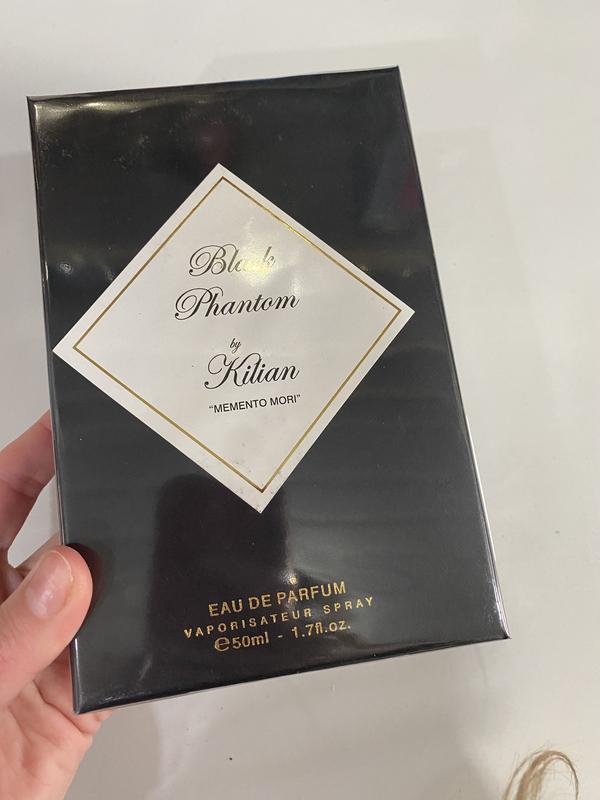 Black
Phantom
by
Kilian
“MEMENTO MORI”
EAU DE PARFUM
VAPORISATEUR SPRAY
℮50ml - 1.7fl.oz.